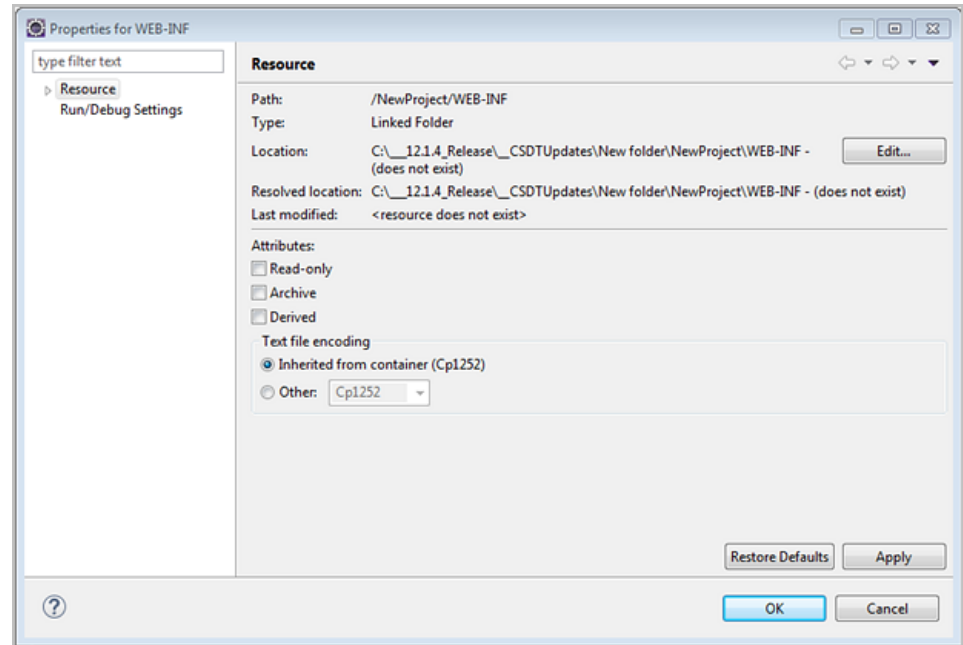 Properties for WEB-INF
type filter text
Resource
Run/Debug Settings
Resource
Path: /NewProject/WEB-INF
Type: Linked Folder
Location: C:\__12.1.4_Release\_CSDTUpdates\New folder\NewProject\WEB-INF - Edit...
(does not exist)
Resolved location: C:\__12.1.4_Release\_CSDTUpdates\New folder\NewProject\WEB-INF - (does not exist)
Last modified: <resource does not exist>
Attributes:
Read-only
Archive
Derived
Text file encoding
Inherited from container (Cp1252)
Other: Cp1252
Restore Defaults Apply
? OK Cancel